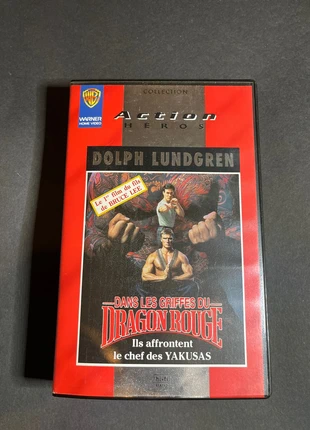 COLLECTION
Action
HEROS
WB
WARNER
HOME VIDEO
DOLPH LUNDGREN
Le 1er film du fils
de BRUCE LEE
DANS LES GRIFFES DU
DRAGON ROUGE
Ils affrontent
le chef des YAKUSAS